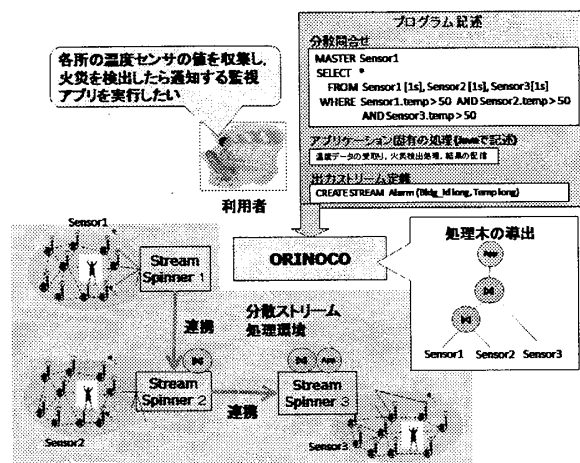 プログラム記述
分散問合せ
MASTER Sensor1
SELECT *
FROM Sensor1 [1s], Sensor2 [1s], Sensor3[1s]
WHERE Sensor1.temp > 50 AND Sensor2.temp > 50
AND Sensor3.temp > 50
アプリケーション固有の処理(Javaで記述)
温度データの受取り, 火災検出処理, 結果の配信
出力ストリーム定義
CREATE STREAM Alarm (Bldg_Id long, Temp long)
各所の温度センサの値を収集し,
火災を検出したら通知する監視
アプリを実行したい
利用者
ORINOCO
処理木の導出
App
⋈
⋈
Sensor1
Sensor2
Sensor3
Sensor1
Stream
Spinner 1
連携
分散ストリーム
処理環境
⋈
Stream
Spinner 2
連携
⋈
App
Stream
Spinner 3
Sensor2
Sensor3